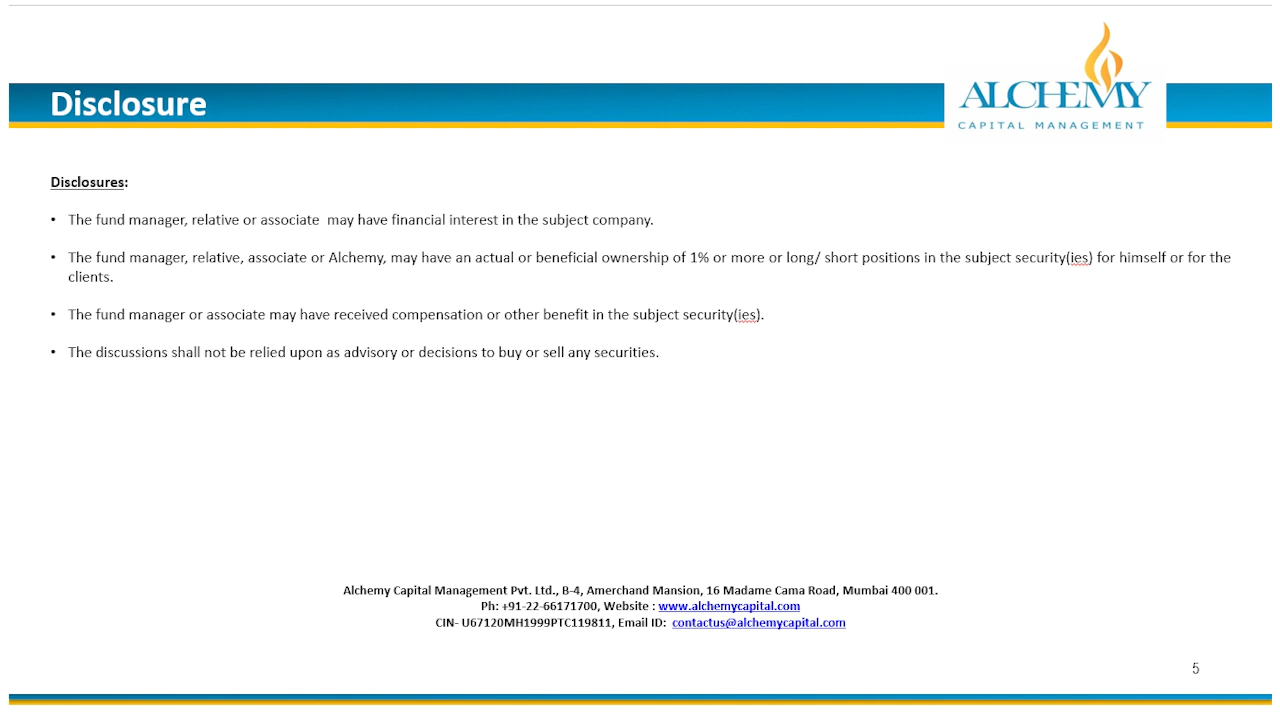 Disclosure
ALCHEMY
CAPITAL MANAGEMENT
Disclosures:
• The fund manager, relative or associate  may have financial interest in the subject company.
• The fund manager, relative, associate or Alchemy, may have an actual or beneficial ownership of 1% or more or long/ short positions in the subject security(ies) for himself or for the
clients.
• The fund manager or associate may have received compensation or other benefit in the subject security(ies).
• The discussions shall not be relied upon as advisory or decisions to buy or sell any securities.
Alchemy Capital Management Pvt. Ltd., B-4, Amerchand Mansion, 16 Madame Cama Road, Mumbai 400 001.
Ph: +91-22-66171700, Website : www.alchemycapital.com
CIN- U67120MH1999PTC119811, Email ID:  contactus@alchemycapital.com
5